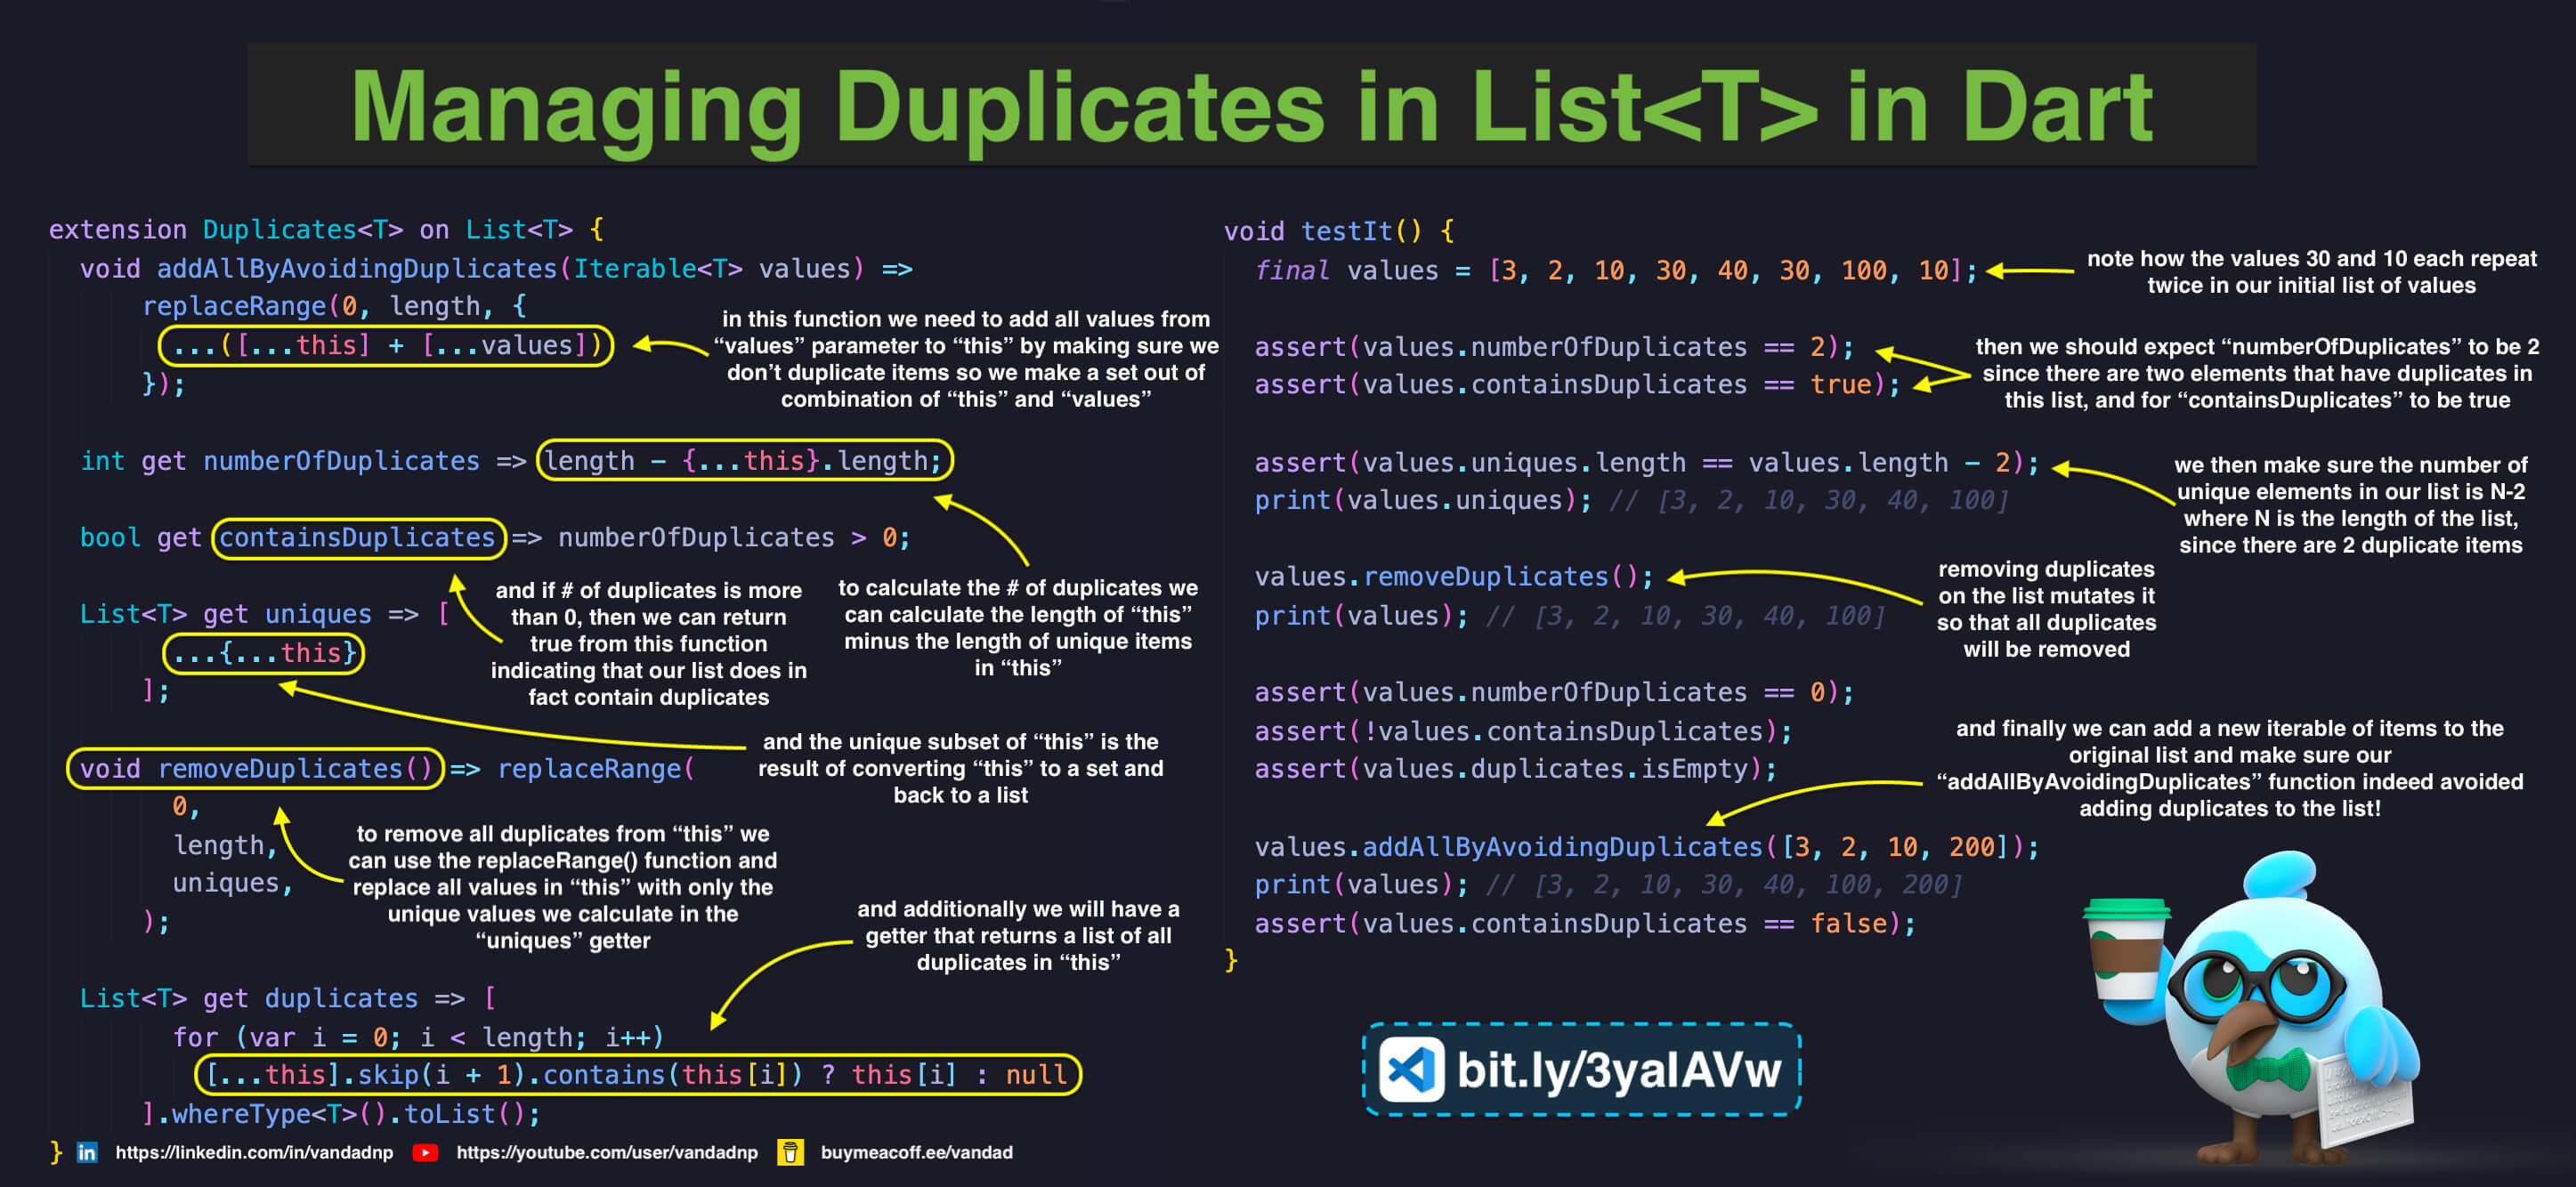 Managing Duplicates in List<T> in Dart
extension Duplicates<T> on List<T> {
void addAllByAvoidingDuplicates(Iterable<T> values) =>
replaceRange(0, length, {
...([...this] + [...values])
});
in this function we need to add all values from
“values” parameter to “this” by making sure we
don’t duplicate items so we make a set out of
combination of “this” and “values”
int get numberOfDuplicates => length - {...this}.length;
bool get containsDuplicates => numberOfDuplicates > 0;
and if # of duplicates is more
than 0, then we can return
true from this function
indicating that our list does in
fact contain duplicates
to calculate the # of duplicates we
can calculate the length of “this”
minus the length of unique items
in “this”
List<T> get uniques => [
...{...this}
];
and the unique subset of “this” is the
result of converting “this” to a set and
back to a list
void removeDuplicates() => replaceRange(
0,
length,
uniques,
);
to remove all duplicates from “this” we
can use the replaceRange() function and
replace all values in “this” with only the
unique values we calculate in the
“uniques” getter
and additionally we will have a
getter that returns a list of all
duplicates in “this”
List<T> get duplicates => [
for (var i = 0; i < length; i++)
[...this].skip(i + 1).contains(this[i]) ? this[i] : null
].whereType<T>().toList();
}
https://linkedin.com/in/vandadnp
https://youtube.com/user/vandadnp
buymeacoff.ee/vandad
void testIt() {
final values = [3, 2, 10, 30, 40, 30, 100, 10];
note how the values 30 and 10 each repeat
twice in our initial list of values
assert(values.numberOfDuplicates == 2);
assert(values.containsDuplicates == true);
then we should expect “numberOfDuplicates” to be 2
since there are two elements that have duplicates in
this list, and for “containsDuplicates” to be true
assert(values.uniques.length == values.length - 2);
print(values.uniques); // [3, 2, 10, 30, 40, 100]
we then make sure the number of
unique elements in our list is N-2
where N is the length of the list,
since there are 2 duplicate items
values.removeDuplicates();
print(values); // [3, 2, 10, 30, 40, 100]
removing duplicates
on the list mutates it
so that all duplicates
will be removed
assert(values.numberOfDuplicates == 0);
assert(!values.containsDuplicates);
assert(values.duplicates.isEmpty);
and finally we can add a new iterable of items to the
original list and make sure our
“addAllByAvoidingDuplicates” function indeed avoided
adding duplicates to the list!
values.addAllByAvoidingDuplicates([3, 2, 10, 200]);
print(values); // [3, 2, 10, 30, 40, 100, 200]
assert(values.containsDuplicates == false);
}
bit.ly/3yaIAVw